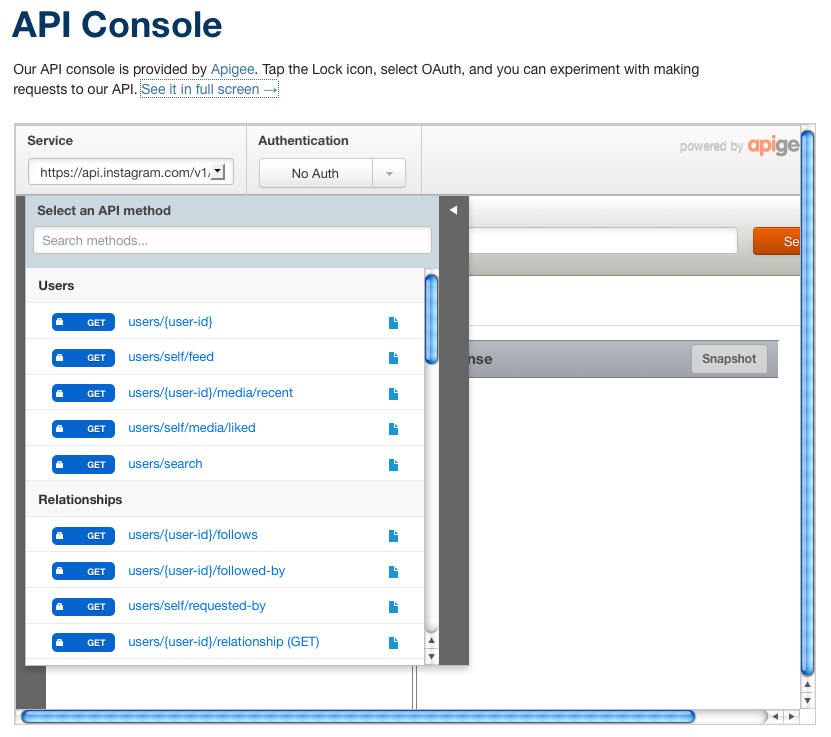 API Console
Our API console is provided by Apigee. Tap the Lock icon, select OAuth, and you can experiment with making
requests to our API. See it in full screen →
Service
Authentication
https://api.instagram.com/v1/
No Auth
powered by apige
Select an API method
Search methods...
Se
Users
GET users/{user-id}
GET users/self/feed
nse
Snapshot
GET users/{user-id}/media/recent
GET users/self/media/liked
GET users/search
Relationships
GET users/{user-id}/follows
GET users/{user-id}/followed-by
GET users/self/requested-by
GET users/{user-id}/relationship (GET)